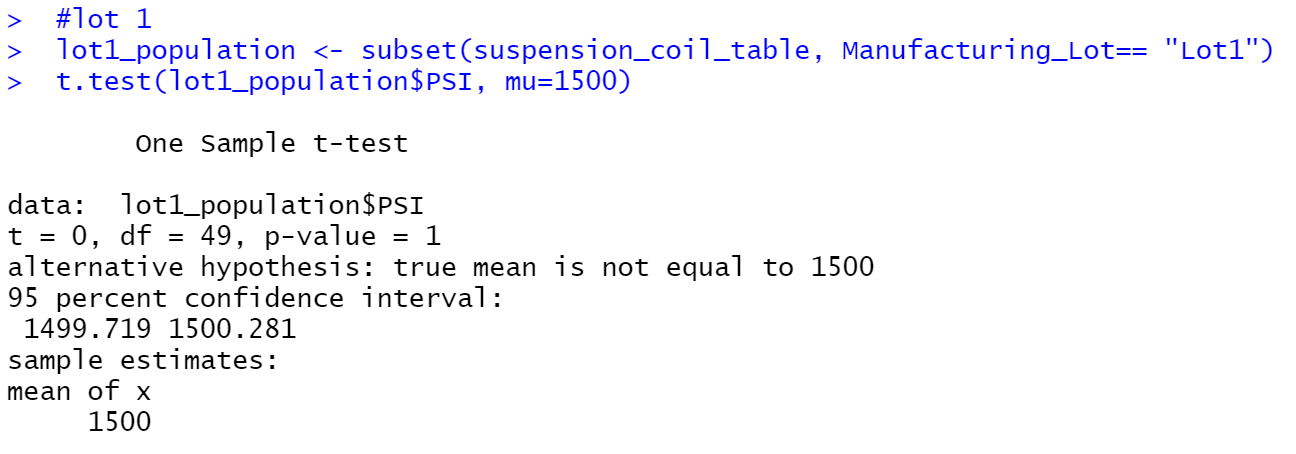 >  #lot 1
>  lot1_population <- subset(suspension_coil_table, Manufacturing_Lot== "Lot1")
>  t.test(lot1_population$PSI, mu=1500)
One Sample t-test
data:  lot1_population$PSI
t = 0, df = 49, p-value = 1
alternative hypothesis: true mean is not equal to 1500
95 percent confidence interval:
1499.719 1500.281
sample estimates:
mean of x
1500